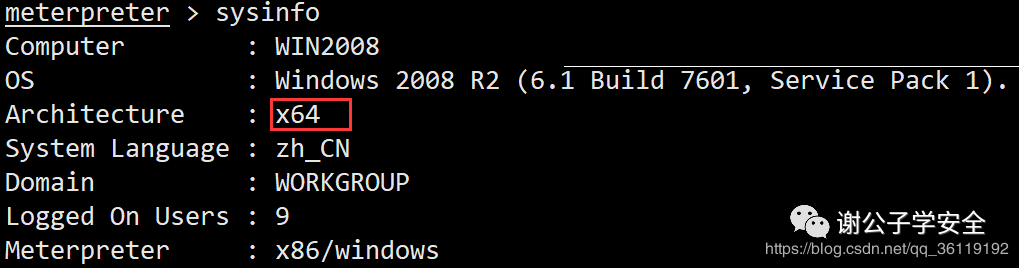 meterpreter > sysinfo
Computer        : WIN2008
OS              : Windows 2008 R2 (6.1 Build 7601, Service Pack 1).
Architecture    : x64
System Language : zh_CN
Domain          : WORKGROUP
Logged On Users : 9
Meterpreter     : x86/windows
谢公子学安全
https://blog.csdn.net/qq_36119192